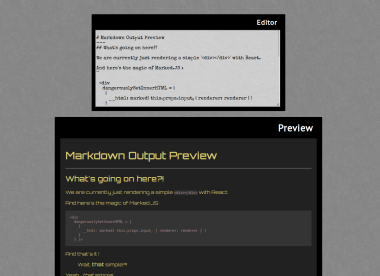 Editor
# Markdown Output Preview
---
## What's going on here?!
We are currently just rendering a simple `<div></div>` with React.
And here's the magic of Marked.JS :
<div
dangerouslySetInnerHTML = {
{
__html: marked( this.props.input, { renderer: renderer } )
Preview
Markdown Output Preview
What's going on here?!
We are currently just rendering a simple <div></div> with React.
And here's the magic of Marked.JS :
<div
dangerouslySetInnerHTML = {
{
__html: marked( this.props.input, { renderer: renderer } )
}
} />
And that's it !
Wait, that simple?!
Yeah...